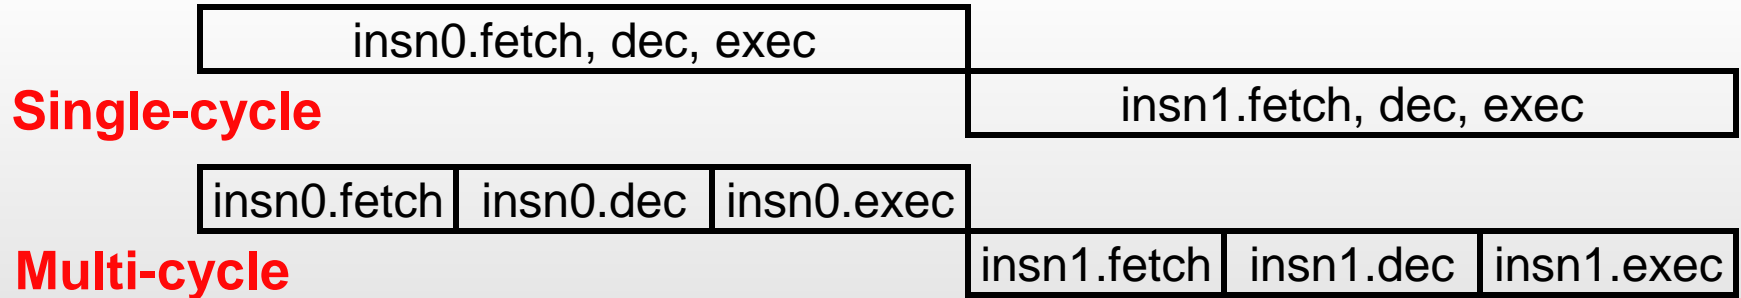 insn0.fetch, dec, exec
Single-cycle
insn1.fetch, dec, exec
insn0.fetch insn0.dec insn0.exec
Multi-cycle
insn1.fetch insn1.dec insn1.exec